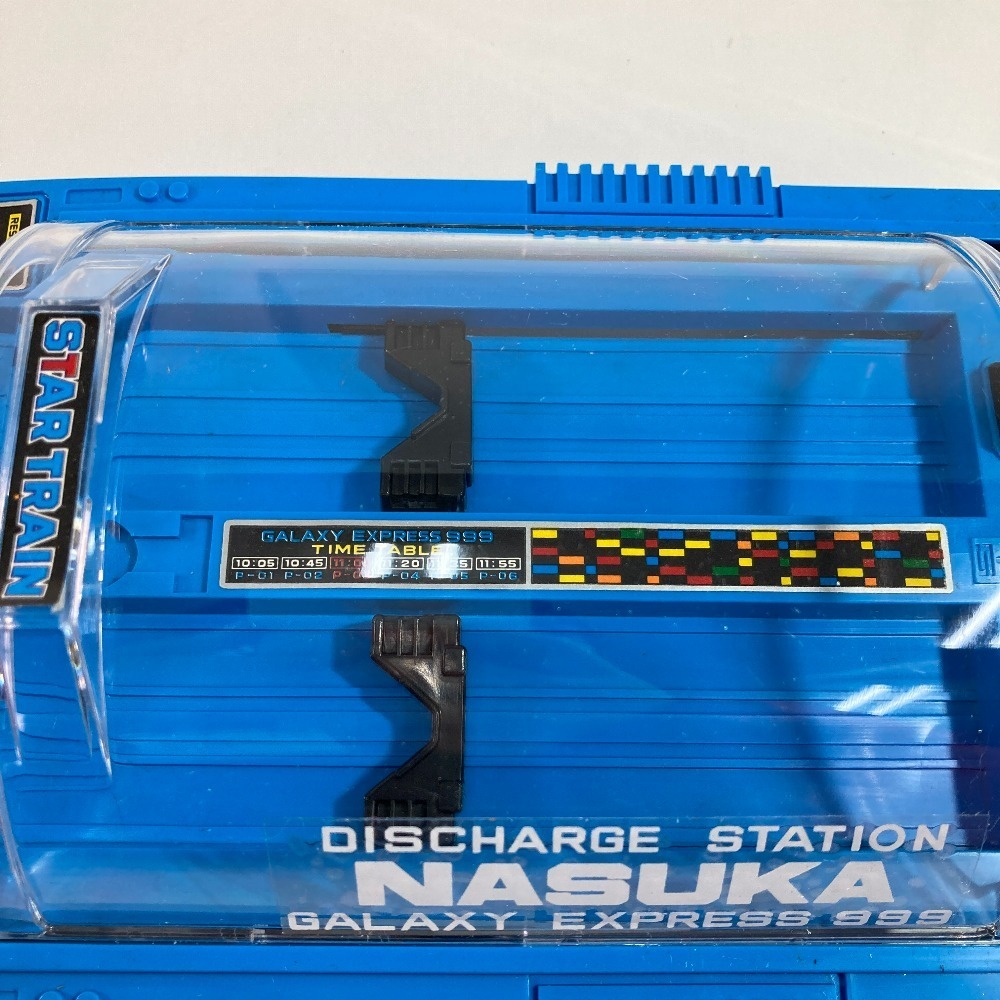 RES
STAR TRAIN
GALAXY EXPRESS 999
TIME TABLE
10:05 10:45 11:20 11:55
P-01 P-02 P-04 P-06
DISCHARGE STATION
NASUKA
GALAXY EXPRESS 999